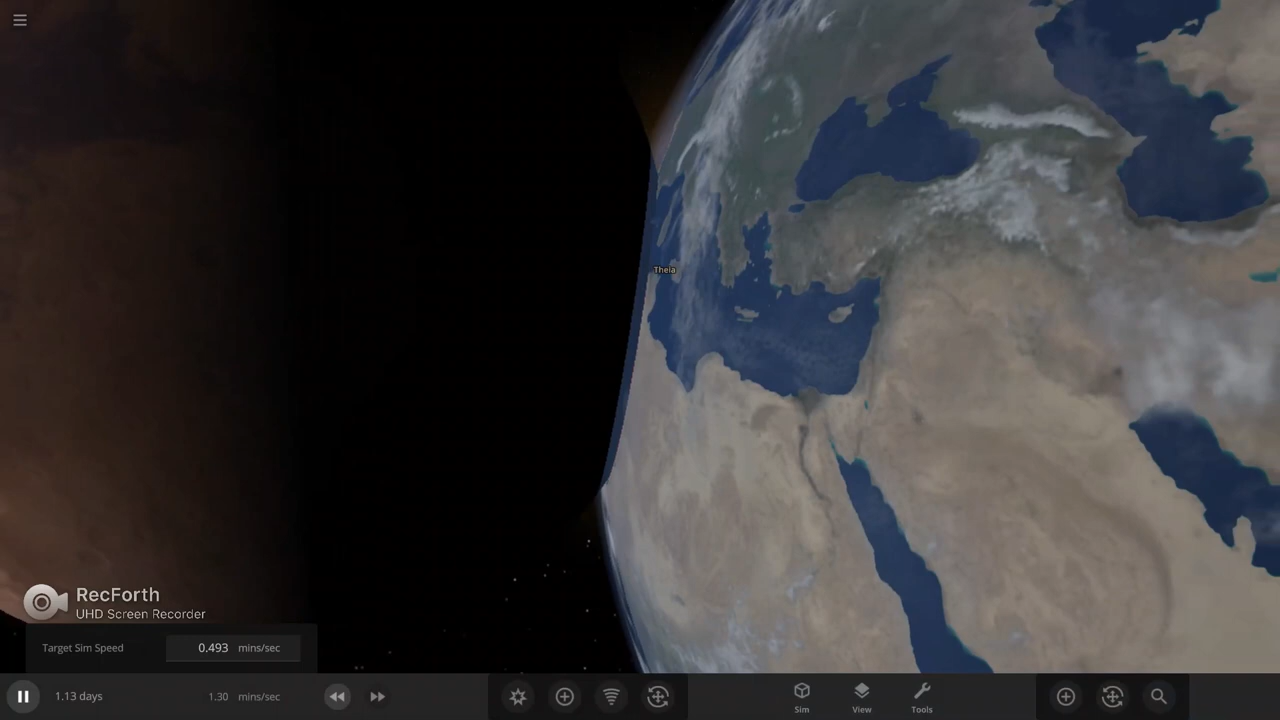 Thela
RecForth
UHD Screen Recorder
Target Sim Speed 0.493 mins/sec
1.13 days 1.30 mins/sec
Sim View Tools